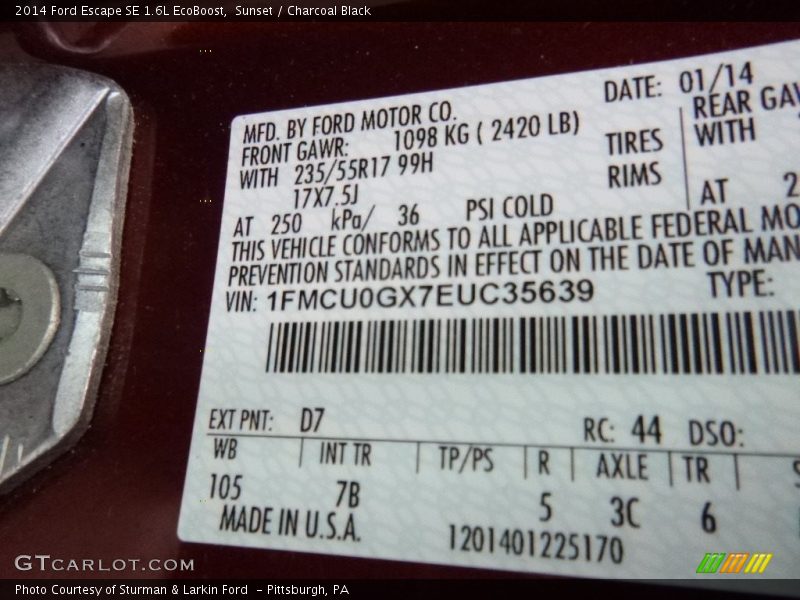 2014 Ford Escape SE 1.6L EcoBoost,  Sunset / Charcoal Black
DATE: 01/14
MFD. BY FORD MOTOR CO.
FRONT GAWR: 1098 KG ( 2420 LB)
REAR GAW
WITH 235/55R17 99H TIRES WITH
17X7.5J RIMS
AT 250 kPa/ 36 PSI COLD AT 2
THIS VEHICLE CONFORMS TO ALL APPLICABLE FEDERAL MO
PREVENTION STANDARDS IN EFFECT ON THE DATE OF MAN
VIN: 1FMCU0GX7EUC35639 TYPE:
EXT PNT: D7 RC: 44 DSO:
WB INT TR TP/PS R AXLE TR S
105 7B 5 3C 6
MADE IN U.S.A. 1201401225170
GTCARLOT.COM
Photo Courtesy of Sturman & Larkin Ford  - Pittsburgh, PA